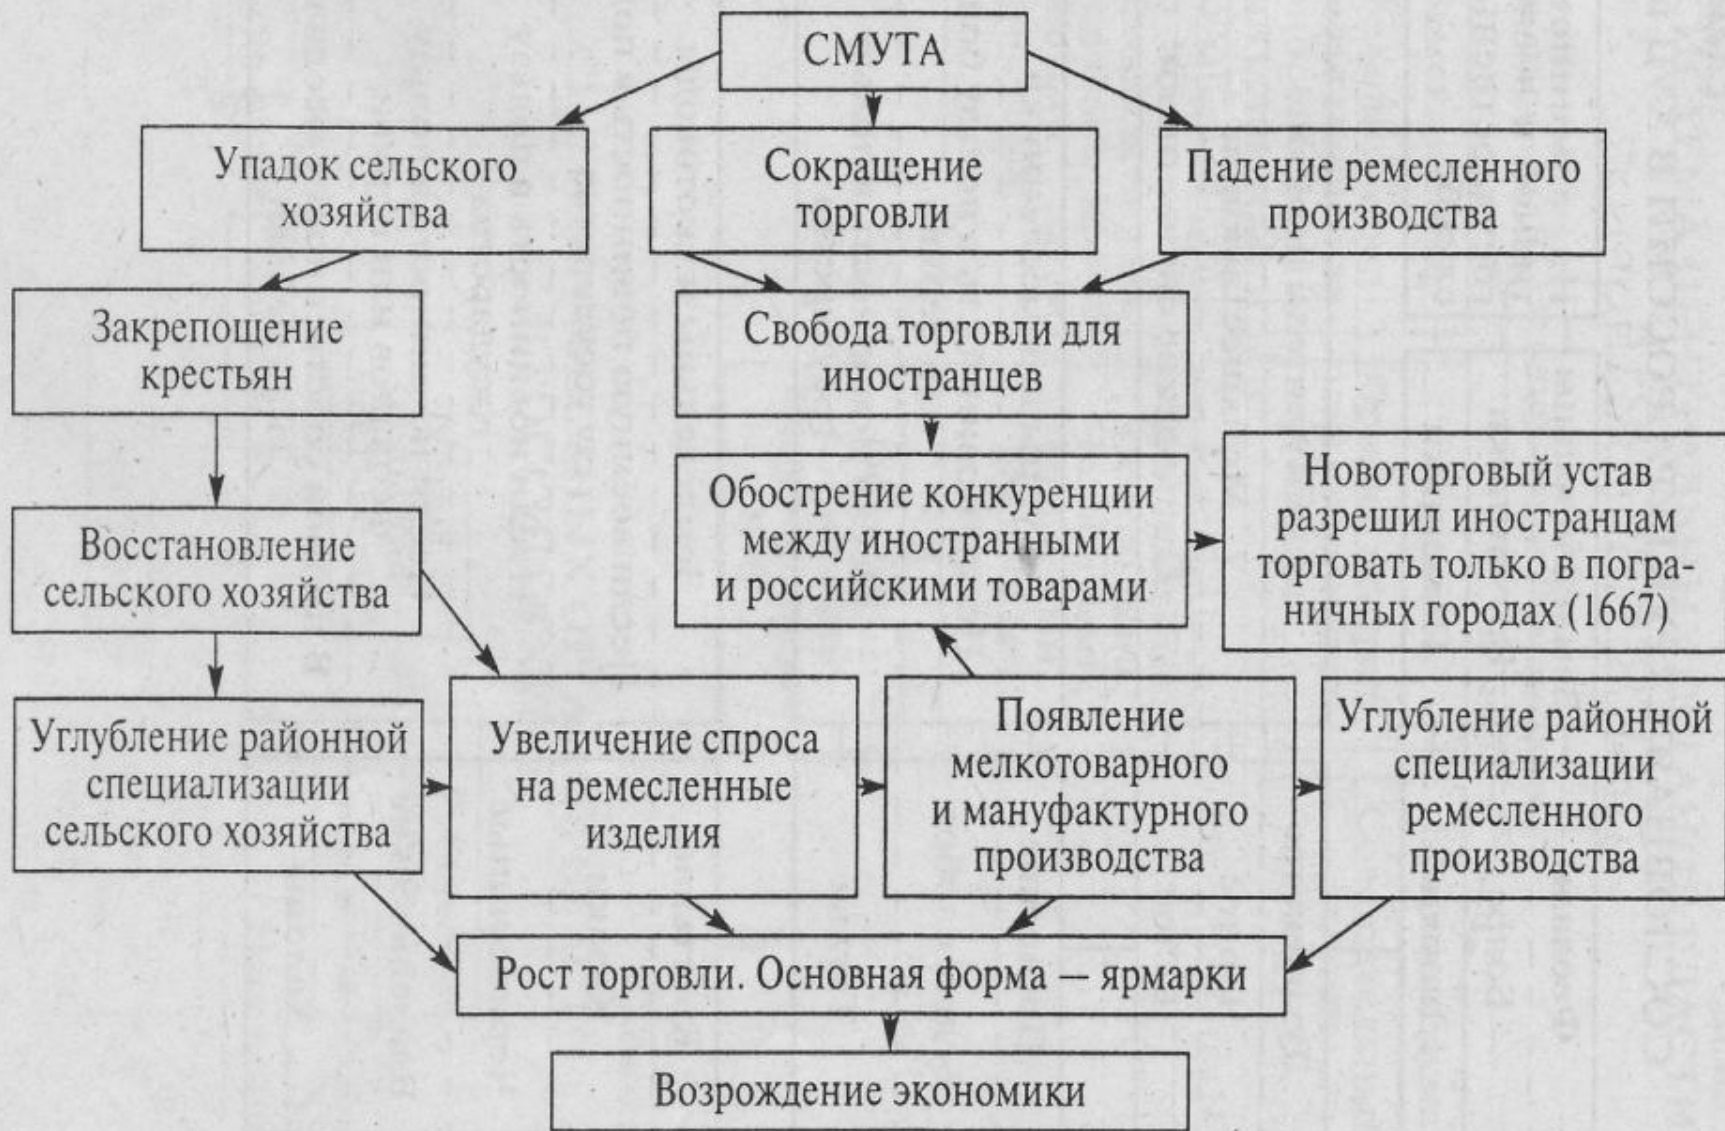 СМУТА
Упадок сельского
хозяйства
Сокращение
торговли
Падение ремесленного
производства
Закрепощение
крестьян
Свобода торговли для
иностранцев
Обострение конкуренции
между иностранными
и российскими товарами
Новоторговый устав
разрешил иностранцам
торговать только в погра-
ничных городах (1667)
Восстановление
сельского хозяйства
Углубление районной
специализации
сельского хозяйства
Увеличение спроса
на ремесленные
изделия
Появление
мелкотоварного
и мануфактурного
производства
Углубление районной
специализации
ремесленного
производства
Рост торговли. Основная форма — ярмарки
Возрождение экономики